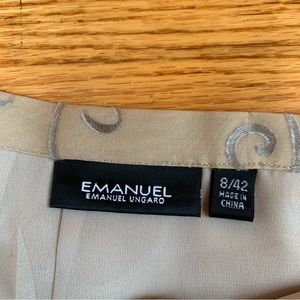 EMANUEL
EMANUEL UNGARO
8/42
MADE IN
CHINA